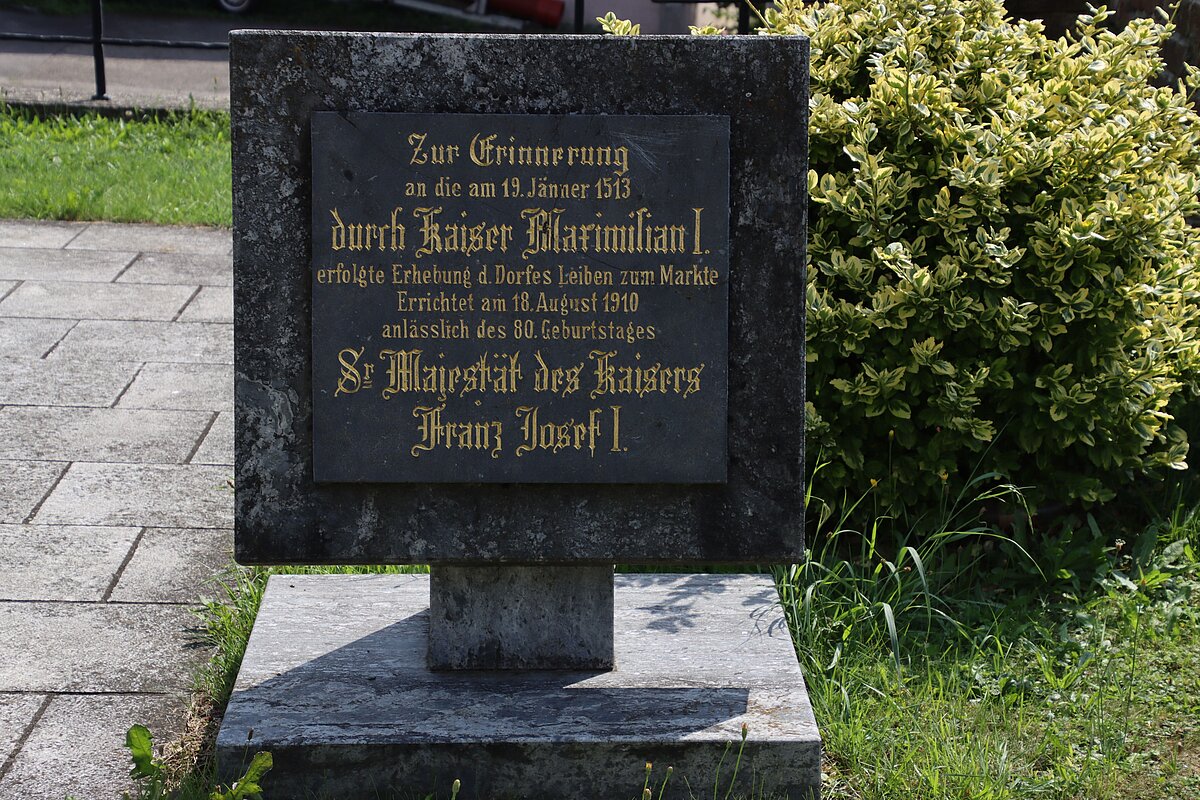 Zur Erinnerung
an die am 19. Jänner 1513
durch Kaiser Maximilian I.
erfolgte Erhebung d. Dorfes Leiben zum Markte
Errichtet am 18. August 1910
anlässlich des 80. Geburtstages
Sr Majestät des Kaisers
Franz Josef I.